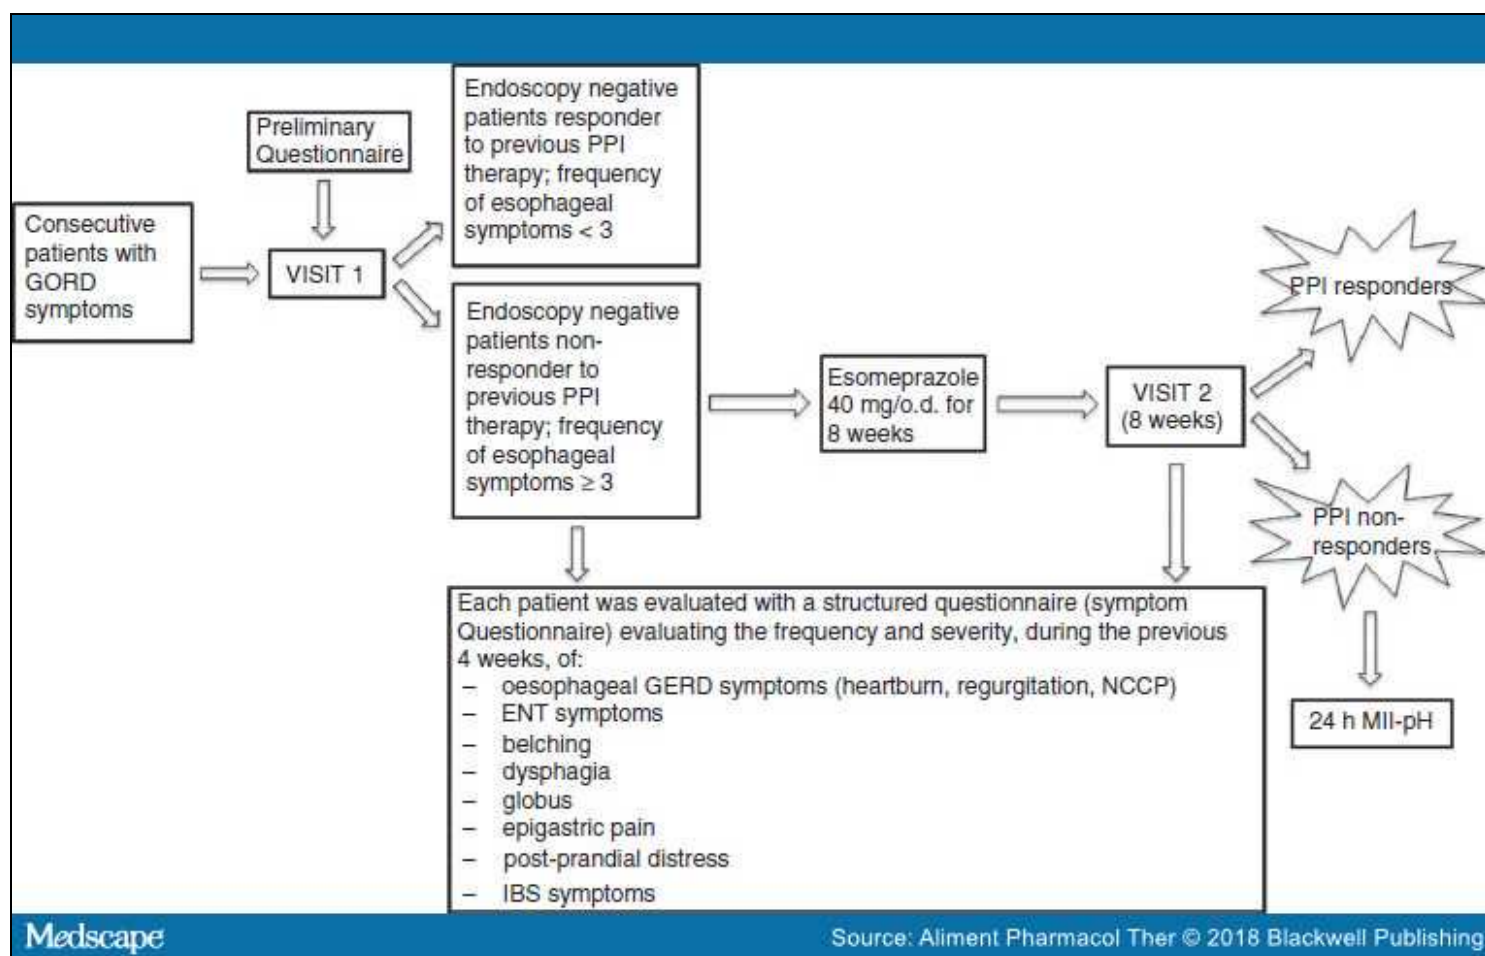 Consecutive
patients with
GORD
symptoms
Preliminary
Questionnaire
VISIT 1
Endoscopy negative
patients responder
to previous PPI
therapy; frequency
of esophageal
symptoms < 3
Endoscopy negative
patients non-
responder to
previous PPI
therapy; frequency
of esophageal
symptoms ≥ 3
Esomeprazole
40 mg/o.d. for
8 weeks
VISIT 2
(8 weeks)
PPI responders
PPI non-
responders
24 h MII-pH
Each patient was evaluated with a structured questionnaire (symptom
Questionnaire) evaluating the frequency and severity, during the previous
4 weeks, of:
– oesophageal GERD symptoms (heartburn, regurgitation, NCCP)
– ENT symptoms
– belching
– dysphagia
– globus
– epigastric pain
– post-prandial distress
– IBS symptoms
Medscape
Source: Aliment Pharmacol Ther © 2018 Blackwell Publishing